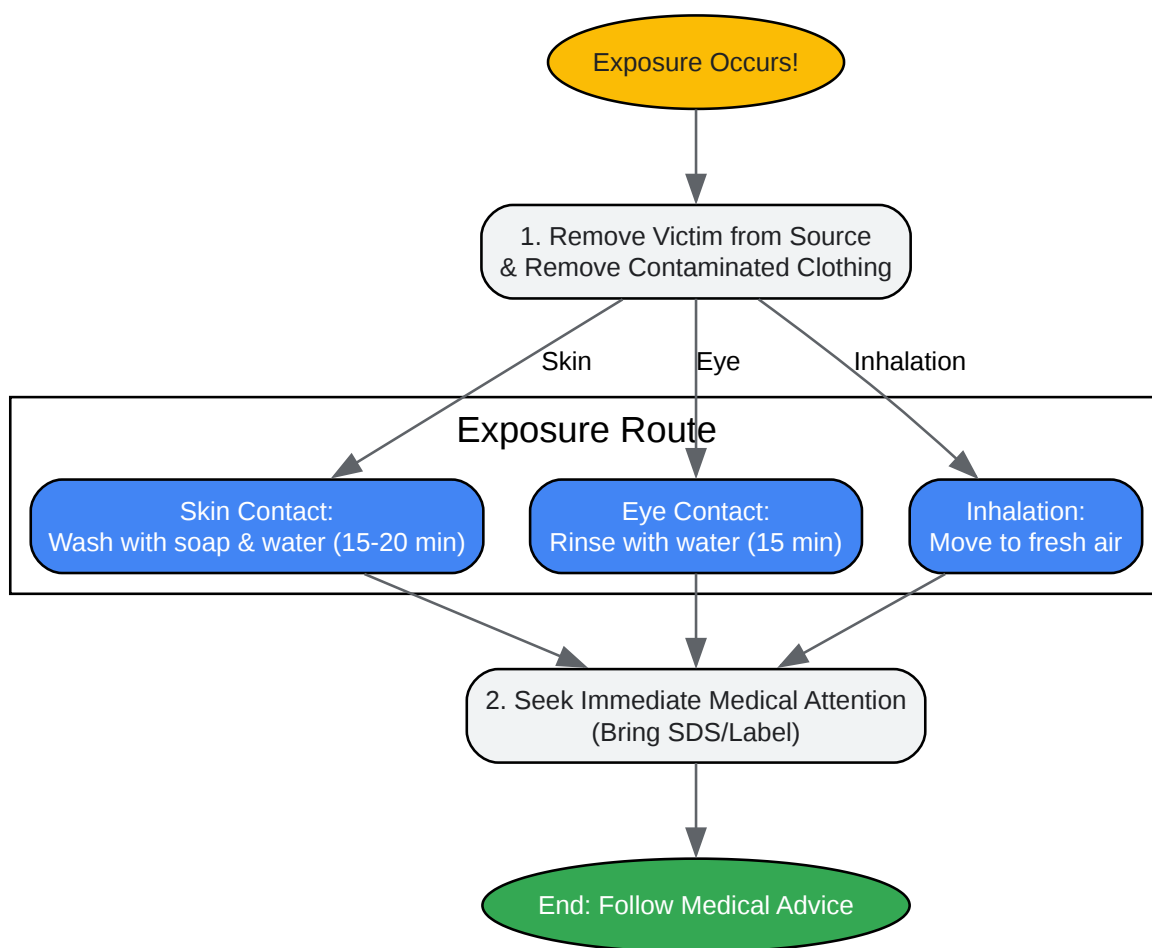 Exposure Occurs!
1. Remove Victim from Source
& Remove Contaminated Clothing
Skin
Eye
Inhalation
Exposure Route
Skin Contact:
Wash with soap & water (15-20 min)
Eye Contact:
Rinse with water (15 min)
Inhalation:
Move to fresh air
2. Seek Immediate Medical Attention
(Bring SDS/Label)
End: Follow Medical Advice